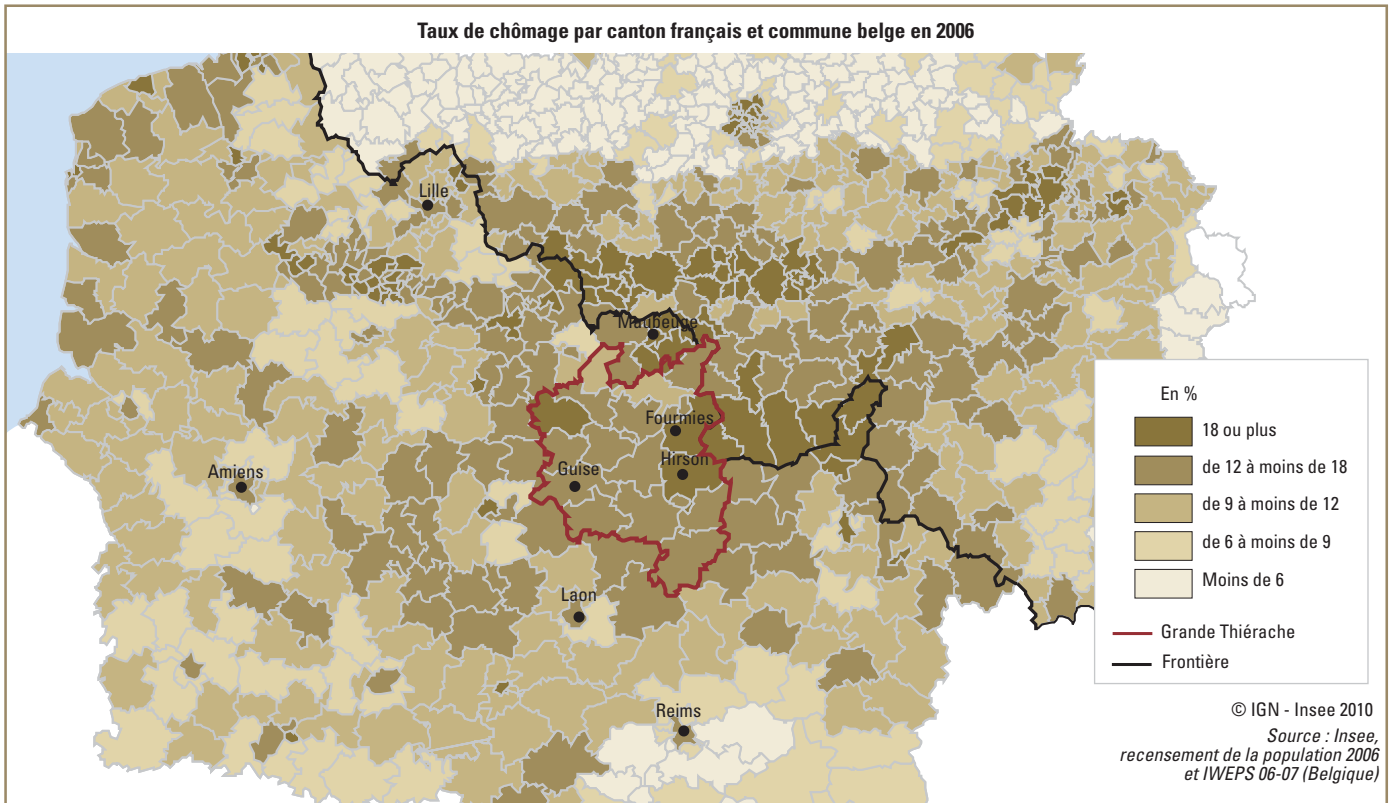 Taux de chômage par canton français et commune belge en 2006
Lille
Maubeuge
Fourmies
Hirson
Guise
Amiens
Laon
Reims
En %
18 ou plus
de 12 à moins de 18
de 9 à moins de 12
de 6 à moins de 9
Moins de 6
Grande Thiérache
Frontière
© IGN - Insee 2010
Source : Insee,
recensement de la population 2006
et IWEPS 06-07 (Belgique)